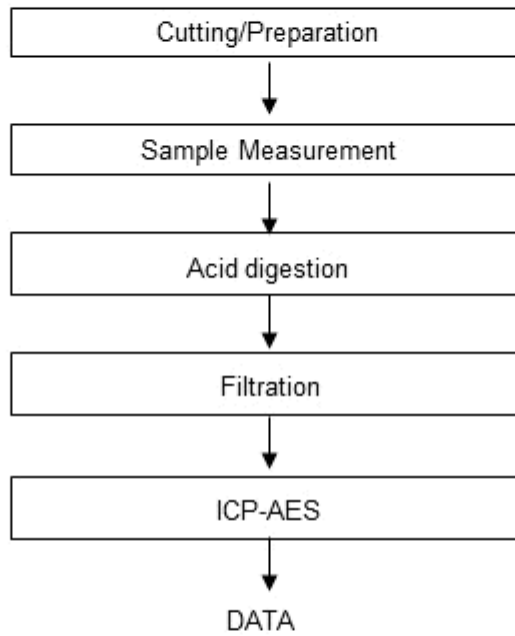 Cutting/Preparation
Sample Measurement
Acid digestion
Filtration
ICP-AES
DATA